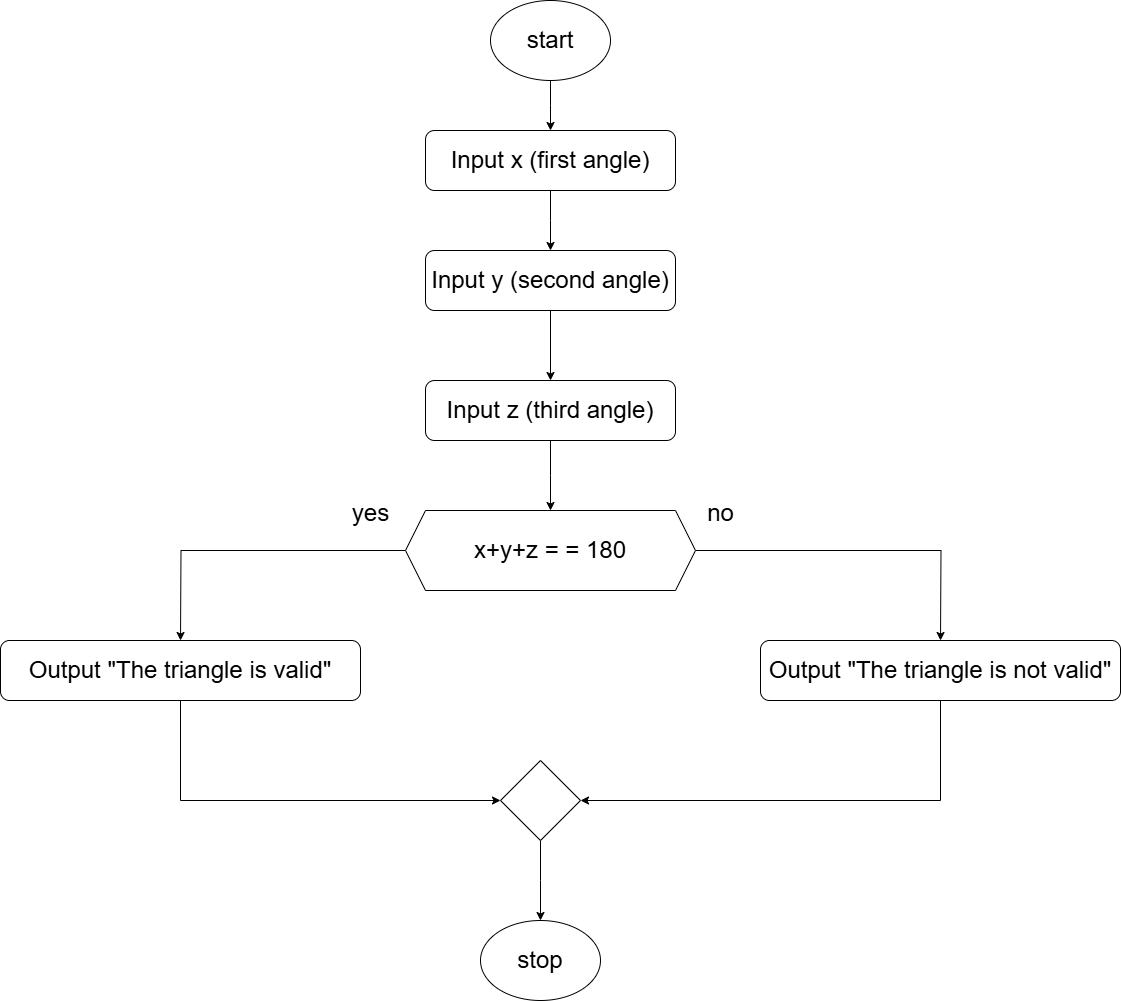 start
Input x (first angle)
Input y (second angle)
Input z (third angle)
yes
no
x+y+z = = 180
Output "The triangle is valid"
Output "The triangle is not valid"
stop